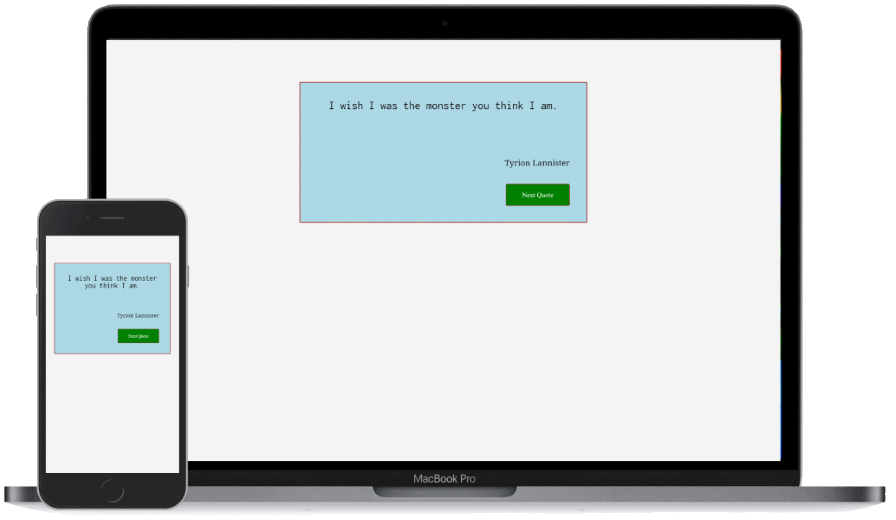 I wish I was the monster you think I am.
Tyrion Lannister
Next Quote
I wish I was the monster
you think I am.
Tyrion Lannister
Next Quote
MacBook Pro